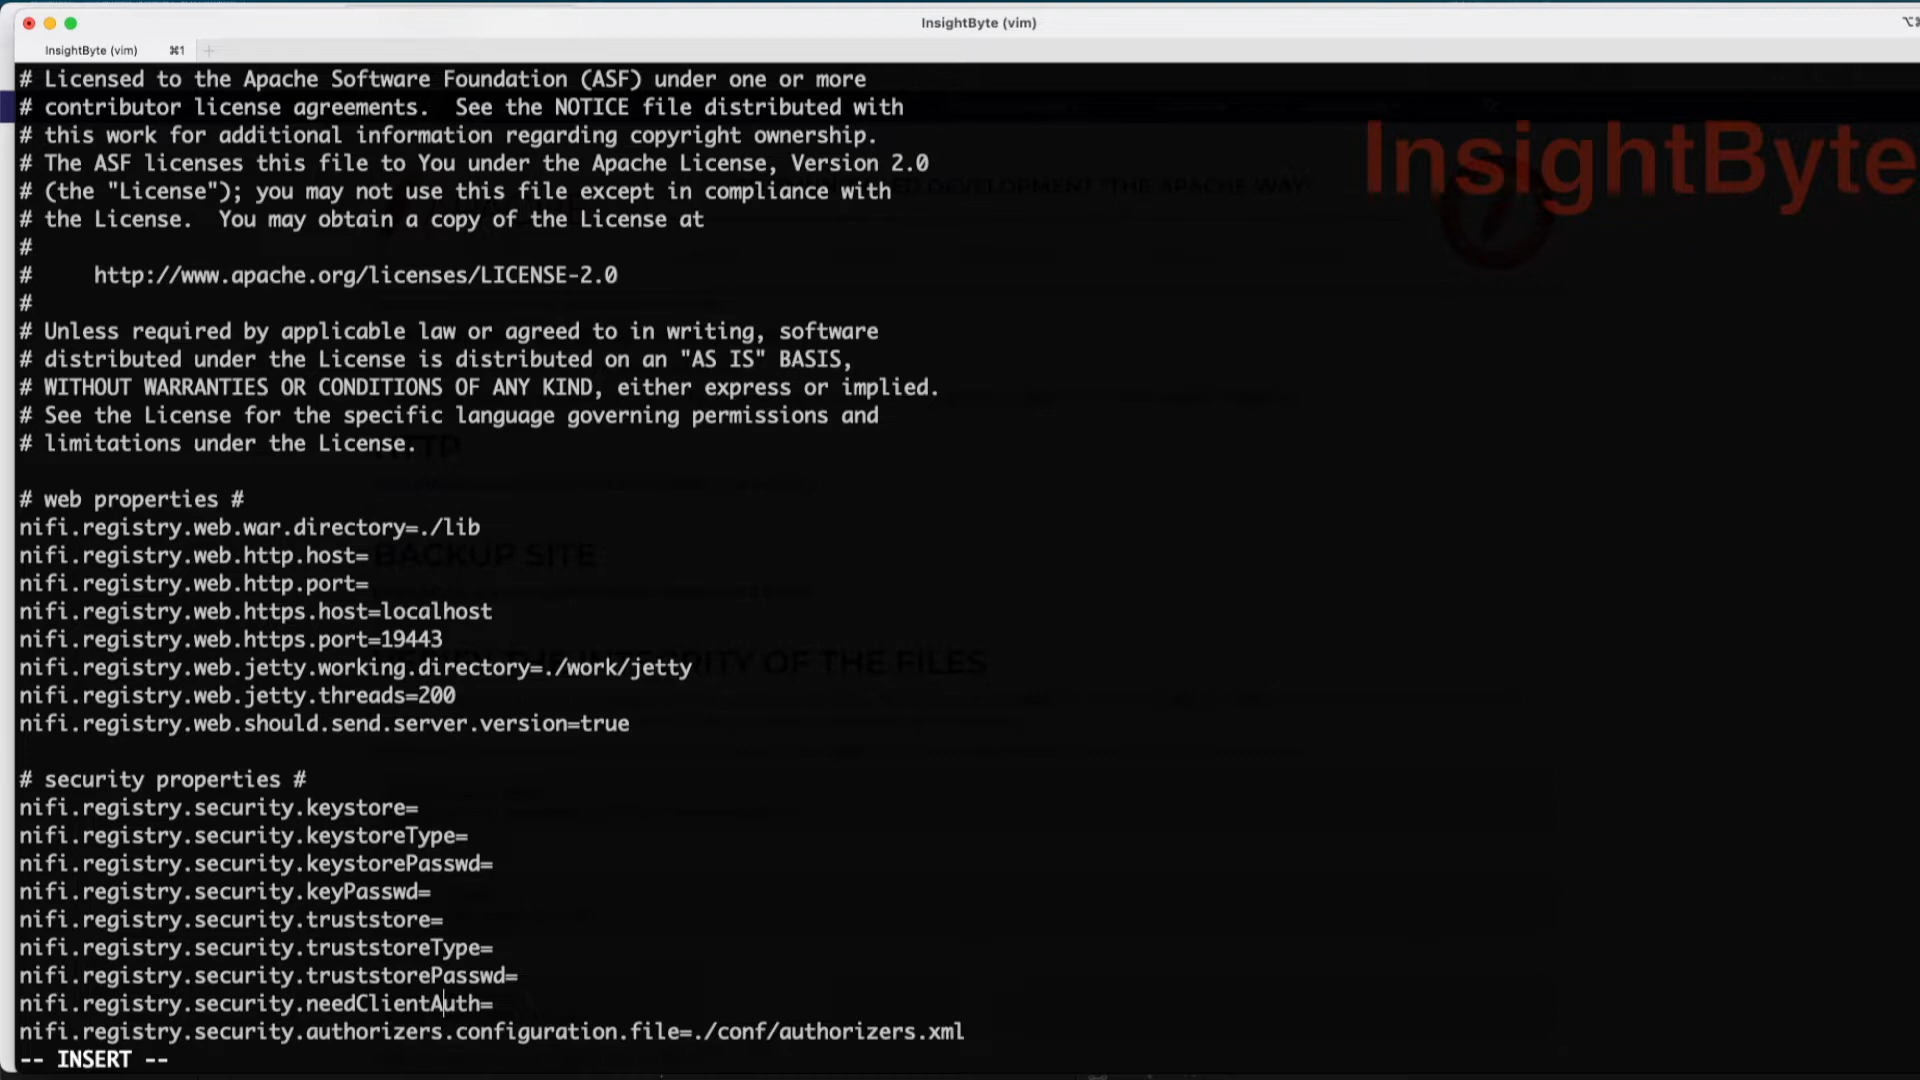 InsightByte (vim)
InsightByte (vim) ⌘1 +
# Licensed to the Apache Software Foundation (ASF) under one or more
# contributor license agreements.  See the NOTICE file distributed with
# this work for additional information regarding copyright ownership.
# The ASF licenses this file to You under the Apache License, Version 2.0
# (the "License"); you may not use this file except in compliance with
# the License.  You may obtain a copy of the License at
#
#     http://www.apache.org/licenses/LICENSE-2.0
#
# Unless required by applicable law or agreed to in writing, software
# distributed under the License is distributed on an "AS IS" BASIS,
# WITHOUT WARRANTIES OR CONDITIONS OF ANY KIND, either express or implied.
# See the License for the specific language governing permissions and
# limitations under the License.
# web properties #
nifi.registry.web.war.directory=./lib
nifi.registry.web.http.host=
nifi.registry.web.http.port=
nifi.registry.web.https.host=localhost
nifi.registry.web.https.port=19443
nifi.registry.web.jetty.working.directory=./work/jetty
nifi.registry.web.jetty.threads=200
nifi.registry.web.should.send.server.version=true
# security properties #
nifi.registry.security.keystore=
nifi.registry.security.keystoreType=
nifi.registry.security.keystorePasswd=
nifi.registry.security.keyPasswd=
nifi.registry.security.truststore=
nifi.registry.security.truststoreType=
nifi.registry.security.truststorePasswd=
nifi.registry.security.needClientAuth=
nifi.registry.security.authorizers.configuration.file=./conf/authorizers.xml
-- INSERT --
InsightByte
DEVELOPMENT "THE APACHE WAY"
BACKUP SITE
INTEGRITY OF THE FILES